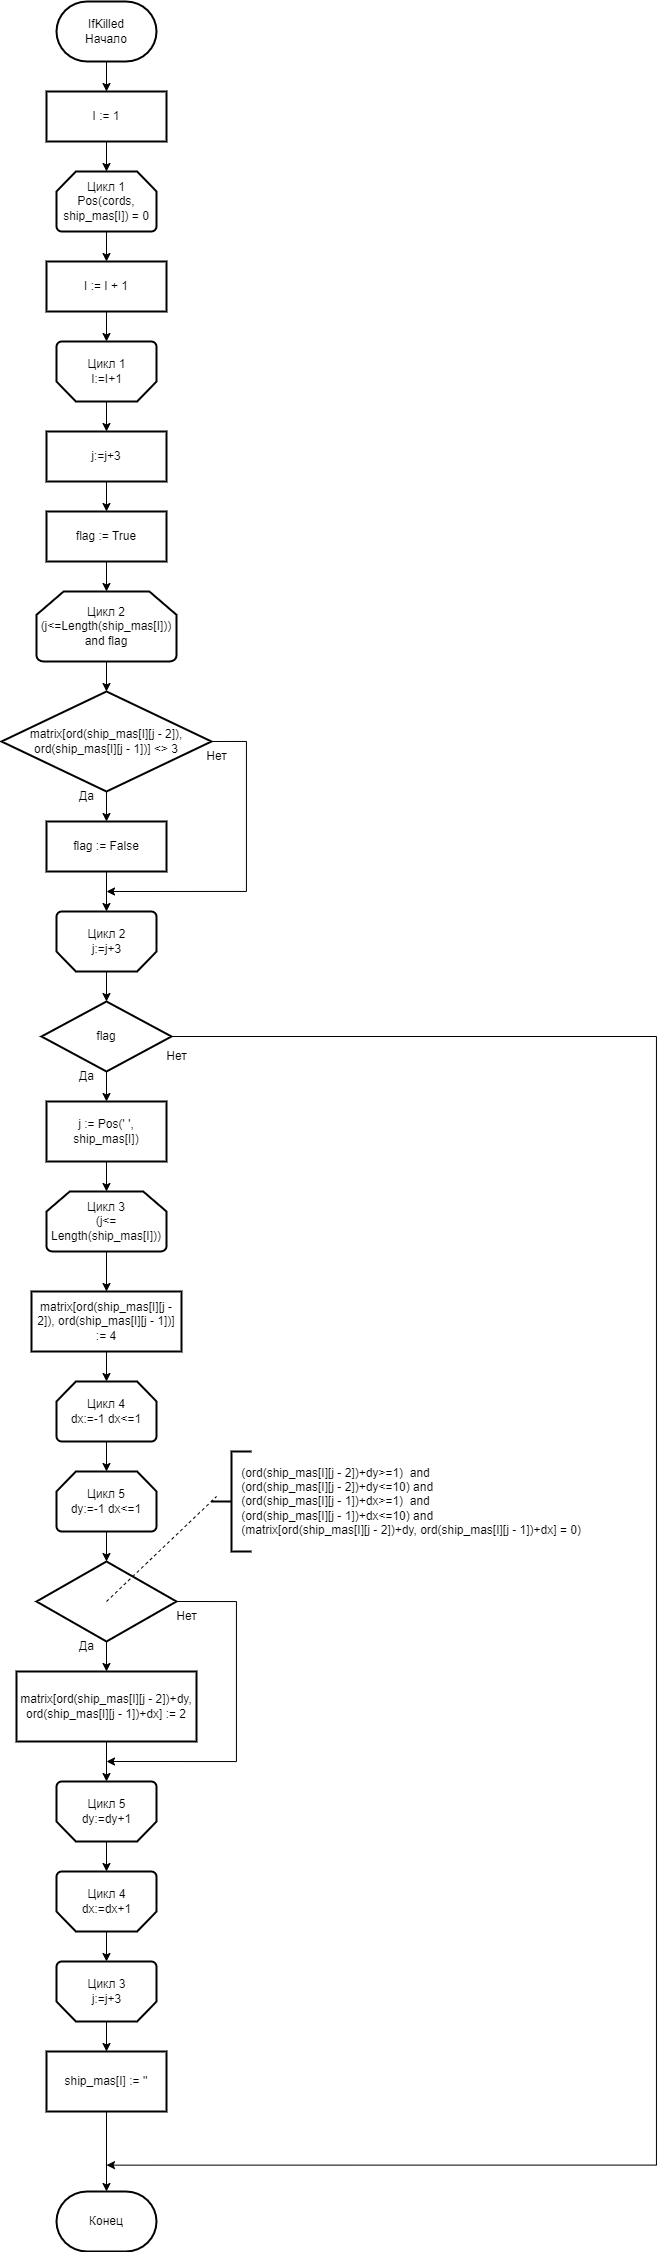 IfKilled
Начало
I := 1
Цикл 1
Pos(cords,
ship_mas[I]) = 0
I := I + 1
Цикл 1
I:=I+1
j:=j+3
flag := True
Цикл 2
(j<=Length(ship_mas[I]))
and flag
matrix[ord(ship_mas[I][j - 2]),
ord(ship_mas[I][j - 1])] <> 3
Нет
Да
flag := False
Цикл 2
j:=j+3
flag
Нет
Да
j := Pos(' ',
ship_mas[I])
Цикл 3
(j<=
Length(ship_mas[I]))
matrix[ord(ship_mas[I][j -
2]), ord(ship_mas[I][j - 1])]
:= 4
Цикл 4
dx:=-1 dx<=1
Цикл 5
dy:=-1 dx<=1
(ord(ship_mas[I][j - 2])+dy>=1)  and
(ord(ship_mas[I][j - 2])+dy<=10) and
(ord(ship_mas[I][j - 1])+dx>=1)  and
(ord(ship_mas[I][j - 1])+dx<=10) and
(matrix[ord(ship_mas[I][j - 2])+dy, ord(ship_mas[I][j - 1])+dx] = 0)
Нет
Да
matrix[ord(ship_mas[I][j - 2])+dy,
ord(ship_mas[I][j - 1])+dx] := 2
Цикл 5
dy:=dy+1
Цикл 4
dx:=dx+1
Цикл 3
j:=j+3
ship_mas[I] := ''
Конец